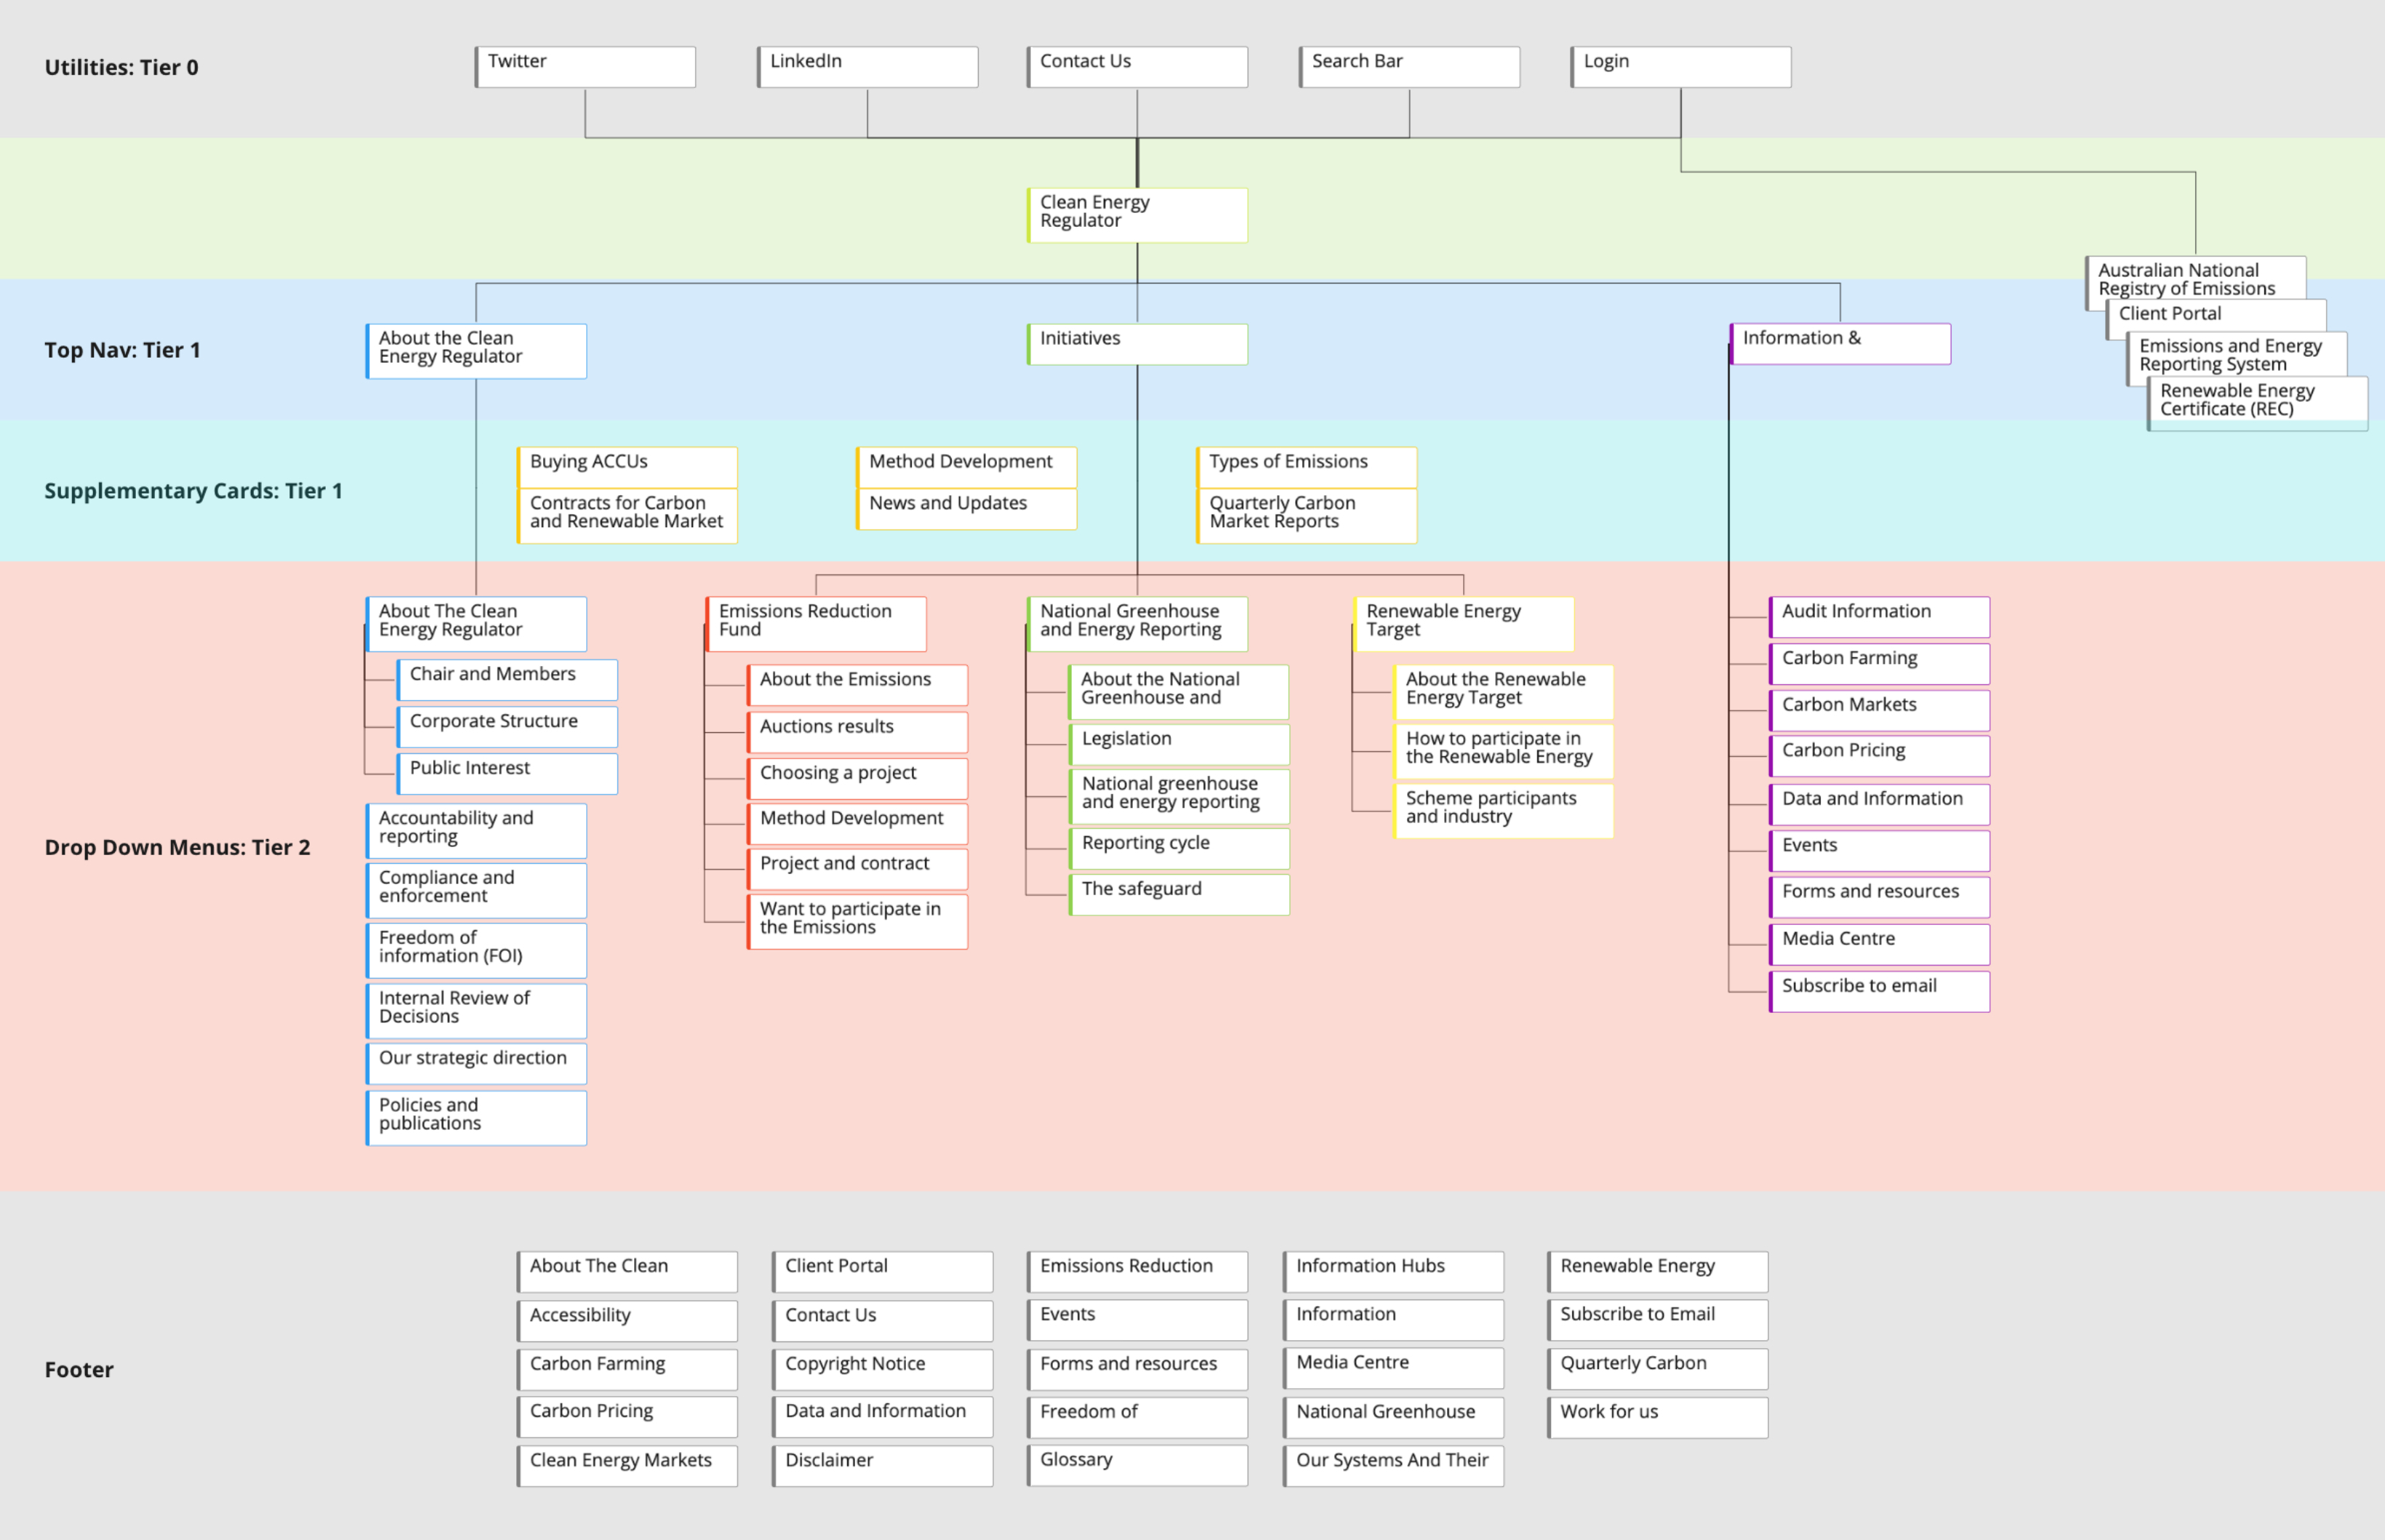 Utilities: Tier 0
Twitter
LinkedIn
Contact Us
Search Bar
Login
Clean Energy
Regulator
Australian National
Registry of Emissions
Client Portal
Emissions and Energy
Reporting System
Renewable Energy
Certificate (REC)
Top Nav: Tier 1
About the Clean
Energy Regulator
Initiatives
Information &
Supplementary Cards: Tier 1
Buying ACCUs
Contracts for Carbon
and Renewable Market
Method Development
News and Updates
Types of Emissions
Quarterly Carbon
Market Reports
Drop Down Menus: Tier 2
About The Clean
Energy Regulator
Chair and Members
Corporate Structure
Public Interest
Accountability and
reporting
Compliance and
enforcement
Freedom of
information (FOI)
Internal Review of
Decisions
Our strategic direction
Policies and
publications
Emissions Reduction
Fund
About the Emissions
Auctions results
Choosing a project
Method Development
Project and contract
Want to participate in
the Emissions
National Greenhouse
and Energy Reporting
About the National
Greenhouse and
Legislation
National greenhouse
and energy reporting
Reporting cycle
The safeguard
Renewable Energy
Target
About the Renewable
Energy Target
How to participate in
the Renewable Energy
Scheme participants
and industry
Audit Information
Carbon Farming
Carbon Markets
Carbon Pricing
Data and Information
Events
Forms and resources
Media Centre
Subscribe to email
Footer
About The Clean
Accessibility
Carbon Farming
Carbon Pricing
Clean Energy Markets
Client Portal
Contact Us
Copyright Notice
Data and Information
Disclaimer
Emissions Reduction
Events
Forms and resources
Freedom of
Glossary
Information Hubs
Information
Media Centre
National Greenhouse
Our Systems And Their
Renewable Energy
Subscribe to Email
Quarterly Carbon
Work for us